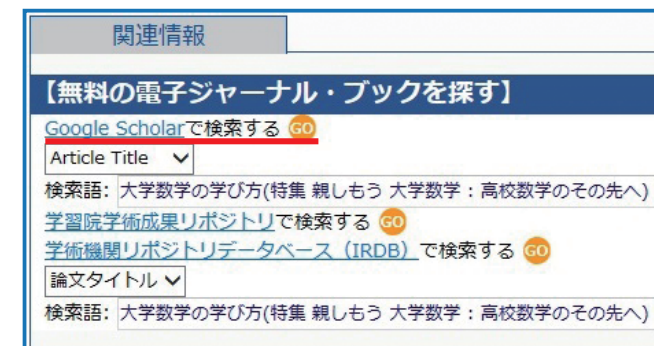 関連情報
【無料の電子ジャーナル・ブックを探す】
Google Scholarで検索する GO
Article Title
検索語: 大学数学の学び方(特集 親しもう 大学数学：高校数学のその先へ)
学習院学術成果リポジトリで検索する GO
学術機関リポジトリデータベース（IRDB）で検索する GO
論文タイトル
検索語: 大学数学の学び方(特集 親しもう 大学数学：高校数学のその先へ)